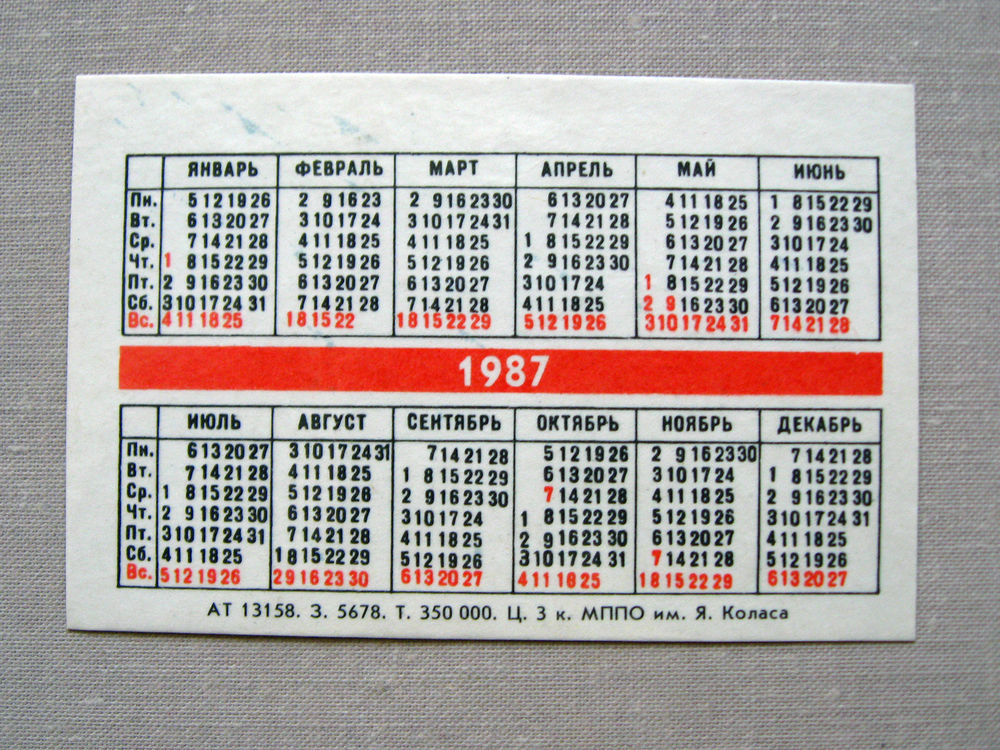 ЯНВАРЬ ФЕВРАЛЬ МАРТ АПРЕЛЬ МАЙ ИЮНЬ
Пн. 5 12 19 26 2 9 16 23 2 9 16 23 30 6 13 20 27 4 11 18 25 1 8 15 22 29
Вт. 6 13 20 27 3 10 17 24 3 10 17 24 31 7 14 21 28 5 12 19 26 2 9 16 23 30
Ср. 7 14 21 28 4 11 18 25 4 11 18 25 1 8 15 22 29 6 13 20 27 3 10 17 24
Чт. 1 8 15 22 29 5 12 19 26 5 12 19 26 2 9 16 23 30 7 14 21 28 4 11 18 25
Пт. 2 9 16 23 30 6 13 20 27 6 13 20 27 3 10 17 24 1 8 15 22 29 5 12 19 26
Сб. 3 10 17 24 31 7 14 21 28 7 14 21 28 4 11 18 25 2 9 16 23 30 6 13 20 27
Вс. 4 11 18 25 1 8 15 22 1 8 15 22 29 5 12 19 26 3 10 17 24 31 7 14 21 28
1987
ИЮЛЬ АВГУСТ СЕНТЯБРЬ ОКТЯБРЬ НОЯБРЬ ДЕКАБРЬ
Пн. 6 13 20 27 3 10 17 24 31 7 14 21 28 5 12 19 26 2 9 16 23 30 7 14 21 28
Вт. 7 14 21 28 4 11 18 25 1 8 15 22 29 6 13 20 27 3 10 17 24 1 8 15 22 29
Ср. 1 8 15 22 29 5 12 19 26 2 9 16 23 30 7 14 21 28 4 11 18 25 2 9 16 23 30
Чт. 2 9 16 23 30 6 13 20 27 3 10 17 24 1 8 15 22 29 5 12 19 26 3 10 17 24 31
Пт. 3 10 17 24 31 7 14 21 28 4 11 18 25 2 9 16 23 30 6 13 20 27 4 11 18 25
Сб. 4 11 18 25 1 8 15 22 29 5 12 19 26 3 10 17 24 31 7 14 21 28 5 12 19 26
Вс. 5 12 19 26 2 9 16 23 30 6 13 20 27 4 11 18 25 1 8 15 22 29 6 13 20 27
АТ 13158. З. 5678. Т. 350 000. Ц. 3 к. МППО им. Я. Коласа